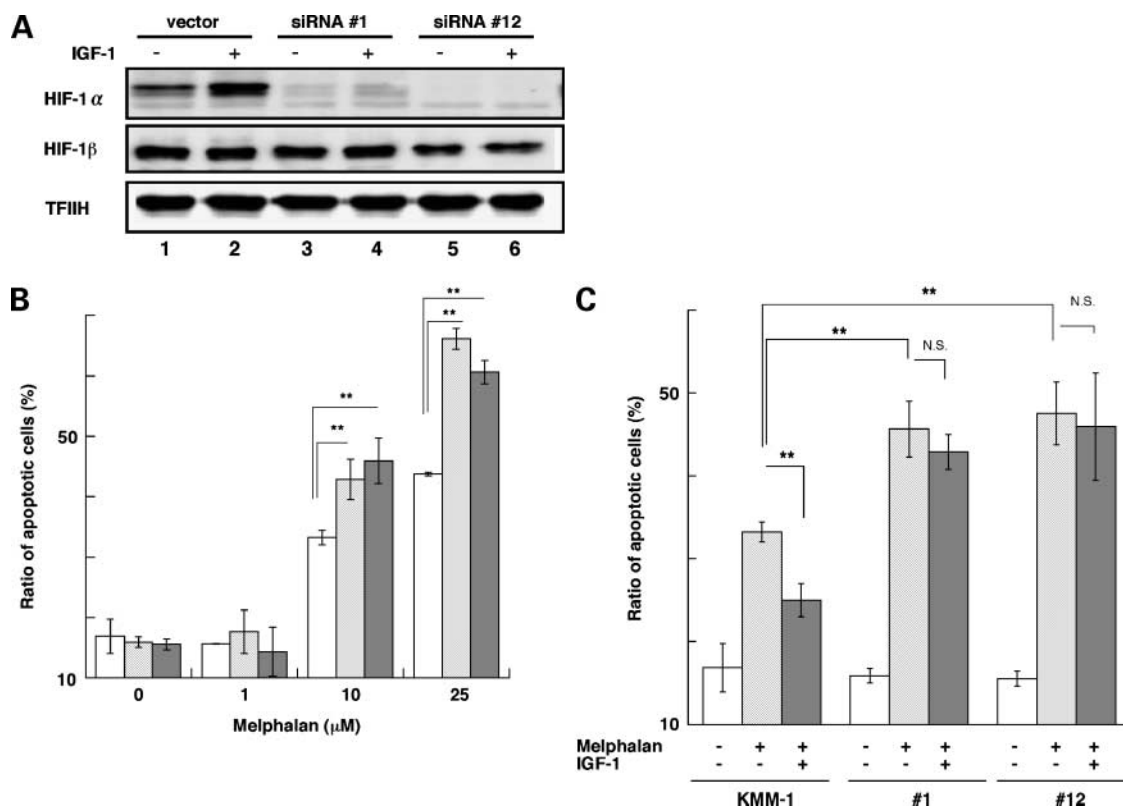 A
vector siRNA #1 siRNA #12
IGF-1 - + - + - +
HIF-1 α
HIF-1β
TFIIH
1 2 3 4 5 6
B
**
**
**
**
50
10
Ratio of apoptotic cells (%)
0 1 10 25
Melphalan (μM)
C
**
N.S.
**
N.S.
**
50
10
Ratio of apoptotic cells (%)
Melphalan - + + - + + - + +
IGF-1 - - + - - + - - +
KMM-1 #1 #12